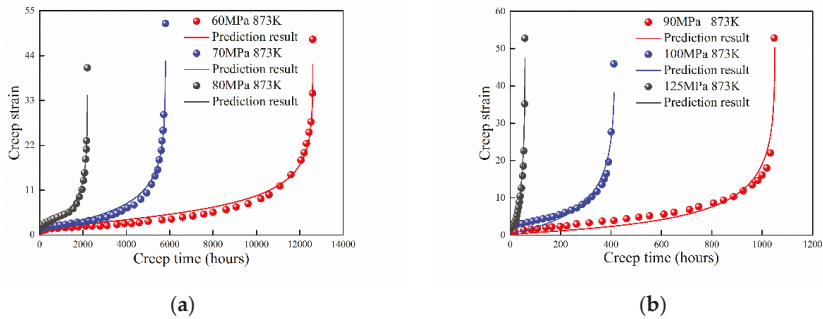 55
44
33
22
11
0
Creep strain
0 2000 4000 6000 8000 10000 12000 14000
Creep time (hours)
60MPa 873K
Prediction result
70MPa 873K
Prediction result
80MPa 873K
Prediction result
(a)
60
50
40
30
20
10
0
Creep strain
0 200 400 600 800 1000 1200
Creep time (hours)
90MPa 873K
Prediction result
100MPa 873K
Prediction result
125MPa 873K
Prediction result
(b)